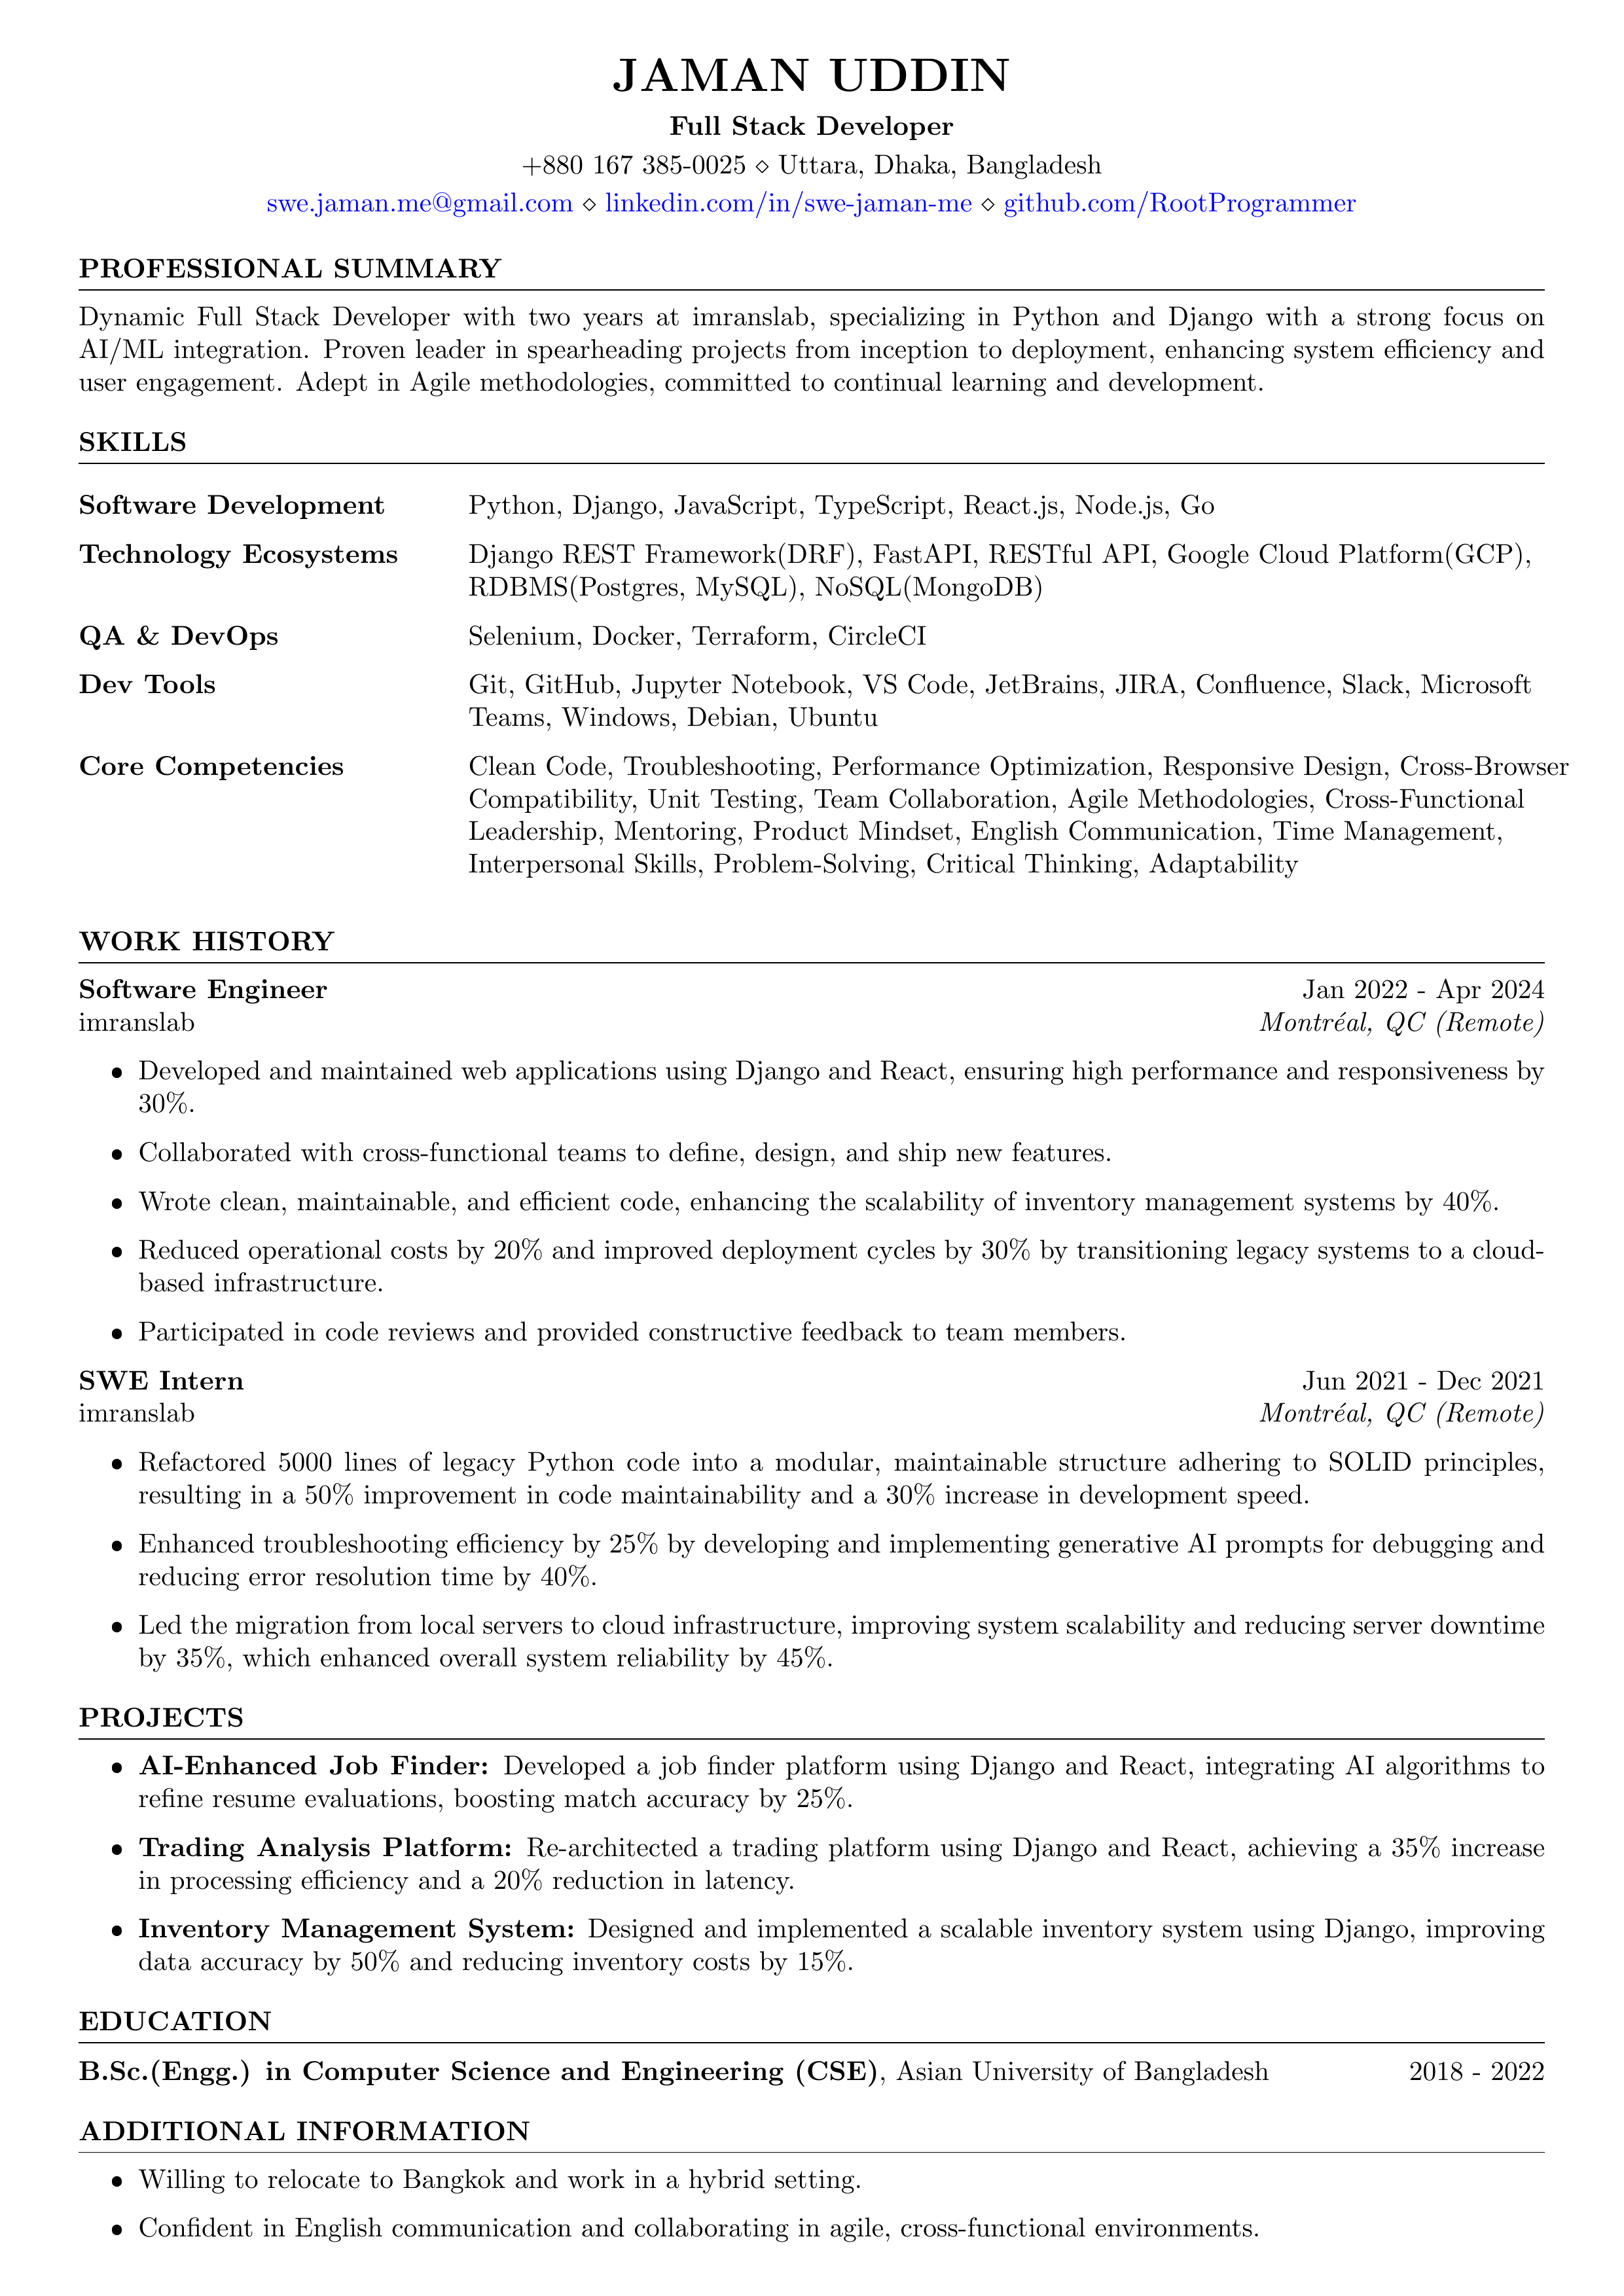 JAMAN UDDIN
Full Stack Developer
+880 167 385-0025 ⋄ Uttara, Dhaka, Bangladesh
swe.jaman.me@gmail.com ⋄ linkedin.com/in/swe-jaman-me ⋄ github.com/RootProgrammer
PROFESSIONAL SUMMARY
Dynamic Full Stack Developer with two years at imranslab, specializing in Python and Django with a strong focus on
AI/ML integration. Proven leader in spearheading projects from inception to deployment, enhancing system efficiency and
user engagement. Adept in Agile methodologies, committed to continual learning and development.
SKILLS
Software Development Python, Django, JavaScript, TypeScript, React.js, Node.js, Go
Technology Ecosystems Django REST Framework(DRF), FastAPI, RESTful API, Google Cloud Platform(GCP),
RDBMS(Postgres, MySQL), NoSQL(MongoDB)
QA & DevOps Selenium, Docker, Terraform, CircleCI
Dev Tools Git, GitHub, Jupyter Notebook, VS Code, JetBrains, JIRA, Confluence, Slack, Microsoft
Teams, Windows, Debian, Ubuntu
Core Competencies Clean Code, Troubleshooting, Performance Optimization, Responsive Design, Cross-Browser
Compatibility, Unit Testing, Team Collaboration, Agile Methodologies, Cross-Functional
Leadership, Mentoring, Product Mindset, English Communication, Time Management,
Interpersonal Skills, Problem-Solving, Critical Thinking, Adaptability
WORK HISTORY
Software Engineer Jan 2022 - Apr 2024
imranslab Montréal, QC (Remote)
• Developed and maintained web applications using Django and React, ensuring high performance and responsiveness by
30%.
• Collaborated with cross-functional teams to define, design, and ship new features.
• Wrote clean, maintainable, and efficient code, enhancing the scalability of inventory management systems by 40%.
• Reduced operational costs by 20% and improved deployment cycles by 30% by transitioning legacy systems to a cloud-
based infrastructure.
• Participated in code reviews and provided constructive feedback to team members.
SWE Intern Jun 2021 - Dec 2021
imranslab Montréal, QC (Remote)
• Refactored 5000 lines of legacy Python code into a modular, maintainable structure adhering to SOLID principles,
resulting in a 50% improvement in code maintainability and a 30% increase in development speed.
• Enhanced troubleshooting efficiency by 25% by developing and implementing generative AI prompts for debugging and
reducing error resolution time by 40%.
• Led the migration from local servers to cloud infrastructure, improving system scalability and reducing server downtime
by 35%, which enhanced overall system reliability by 45%.
PROJECTS
• AI-Enhanced Job Finder: Developed a job finder platform using Django and React, integrating AI algorithms to
refine resume evaluations, boosting match accuracy by 25%.
• Trading Analysis Platform: Re-architected a trading platform using Django and React, achieving a 35% increase
in processing efficiency and a 20% reduction in latency.
• Inventory Management System: Designed and implemented a scalable inventory system using Django, improving
data accuracy by 50% and reducing inventory costs by 15%.
EDUCATION
B.Sc.(Engg.) in Computer Science and Engineering (CSE), Asian University of Bangladesh 2018 - 2022
ADDITIONAL INFORMATION
• Willing to relocate to Bangkok and work in a hybrid setting.
• Confident in English communication and collaborating in agile, cross-functional environments.